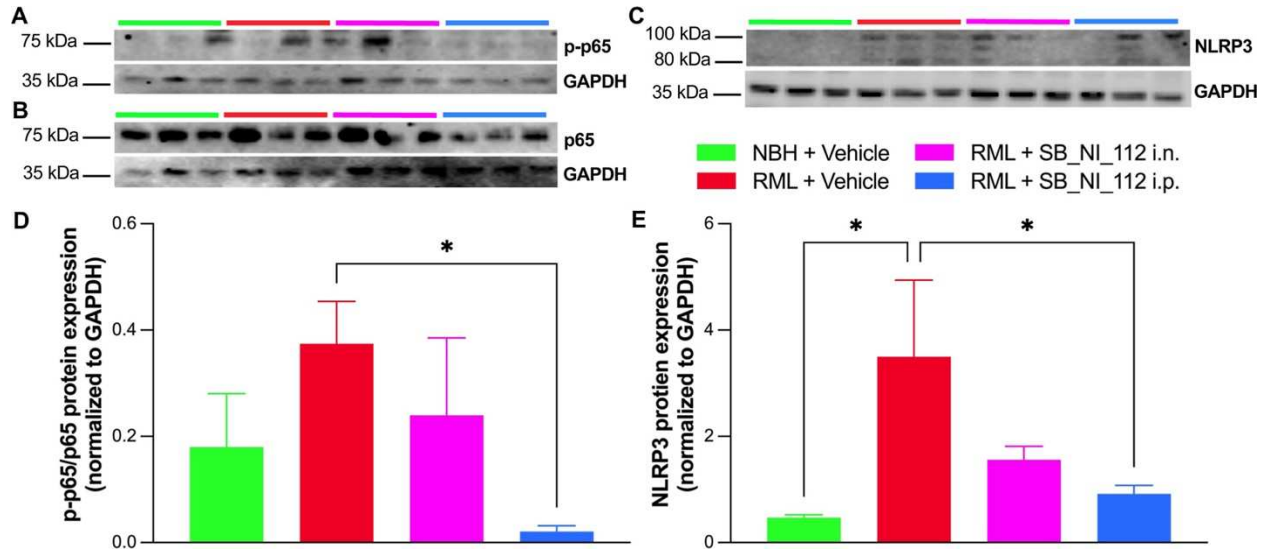 A
75 kDa
p-p65
35 kDa
GAPDH
B
75 kDa
p65
35 kDa
GAPDH
C
100 kDa
NLRP3
80 kDa
35 kDa
GAPDH
NBH + Vehicle
RML + SB_NI_112 i.n.
RML + Vehicle
RML + SB_NI_112 i.p.
D
p-p65/p65 protein expression
(normalized to GAPDH)
0.6
0.4
0.2
0.0
*
E
NLRP3 protien expression
(normalized to GAPDH)
6
4
2
0
*
*